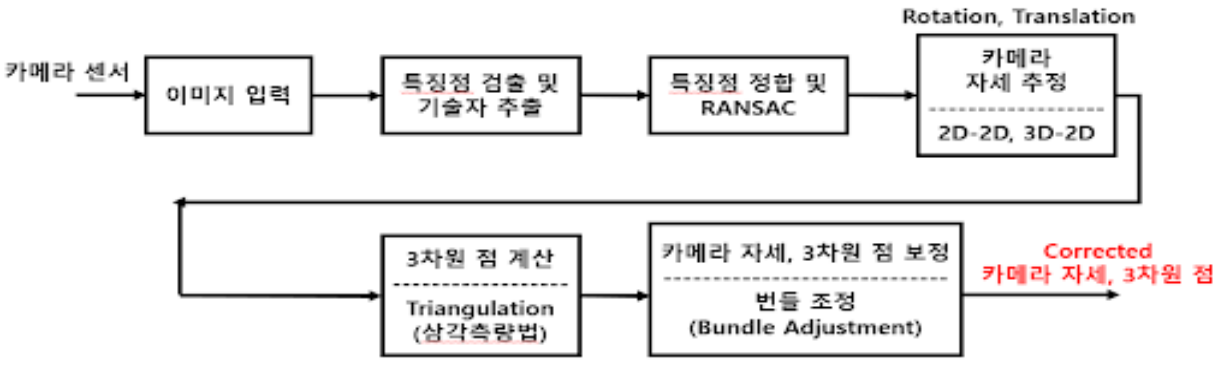 Rotation, Translation
카메라 센서
이미지 입력
특징점 검출 및
기술자 추출
특징점 정합 및
RANSAC
카메라
자세 추정
2D-2D, 3D-2D
3차원 점 계산
Triangulation
(삼각측량법)
카메라 자세, 3차원 점 보정
번들 조정
(Bundle Adjustment)
Corrected
카메라 자세, 3차원 점